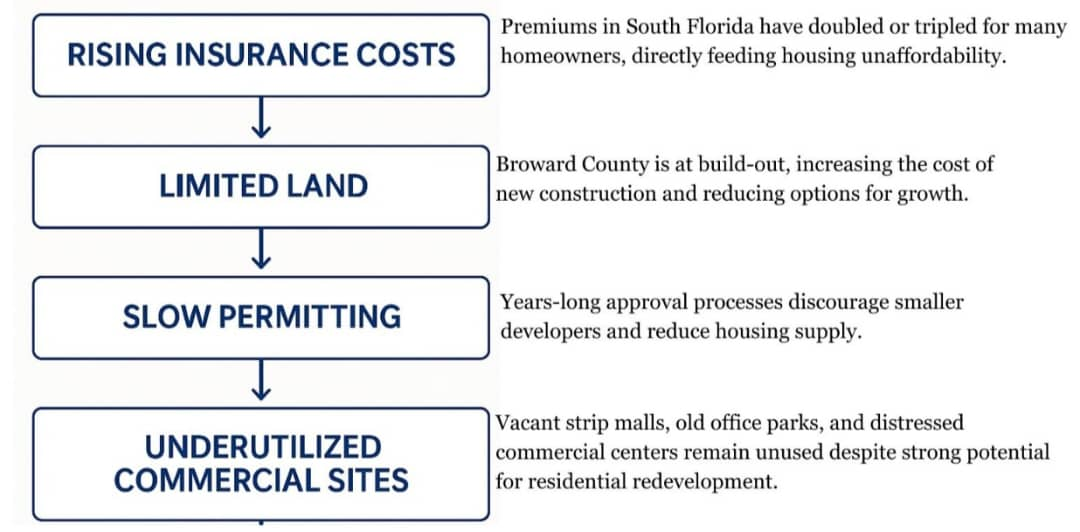 RISING INSURANCE COSTS
Premiums in South Florida have doubled or tripled for many
homeowners, directly feeding housing unaffordability.
LIMITED LAND
Broward County is at build-out, increasing the cost of
new construction and reducing options for growth.
SLOW PERMITTING
Years-long approval processes discourage smaller
developers and reduce housing supply.
UNDERUTILIZED
COMMERCIAL SITES
Vacant strip malls, old office parks, and distressed
commercial centers remain unused despite strong potential
for residential redevelopment.